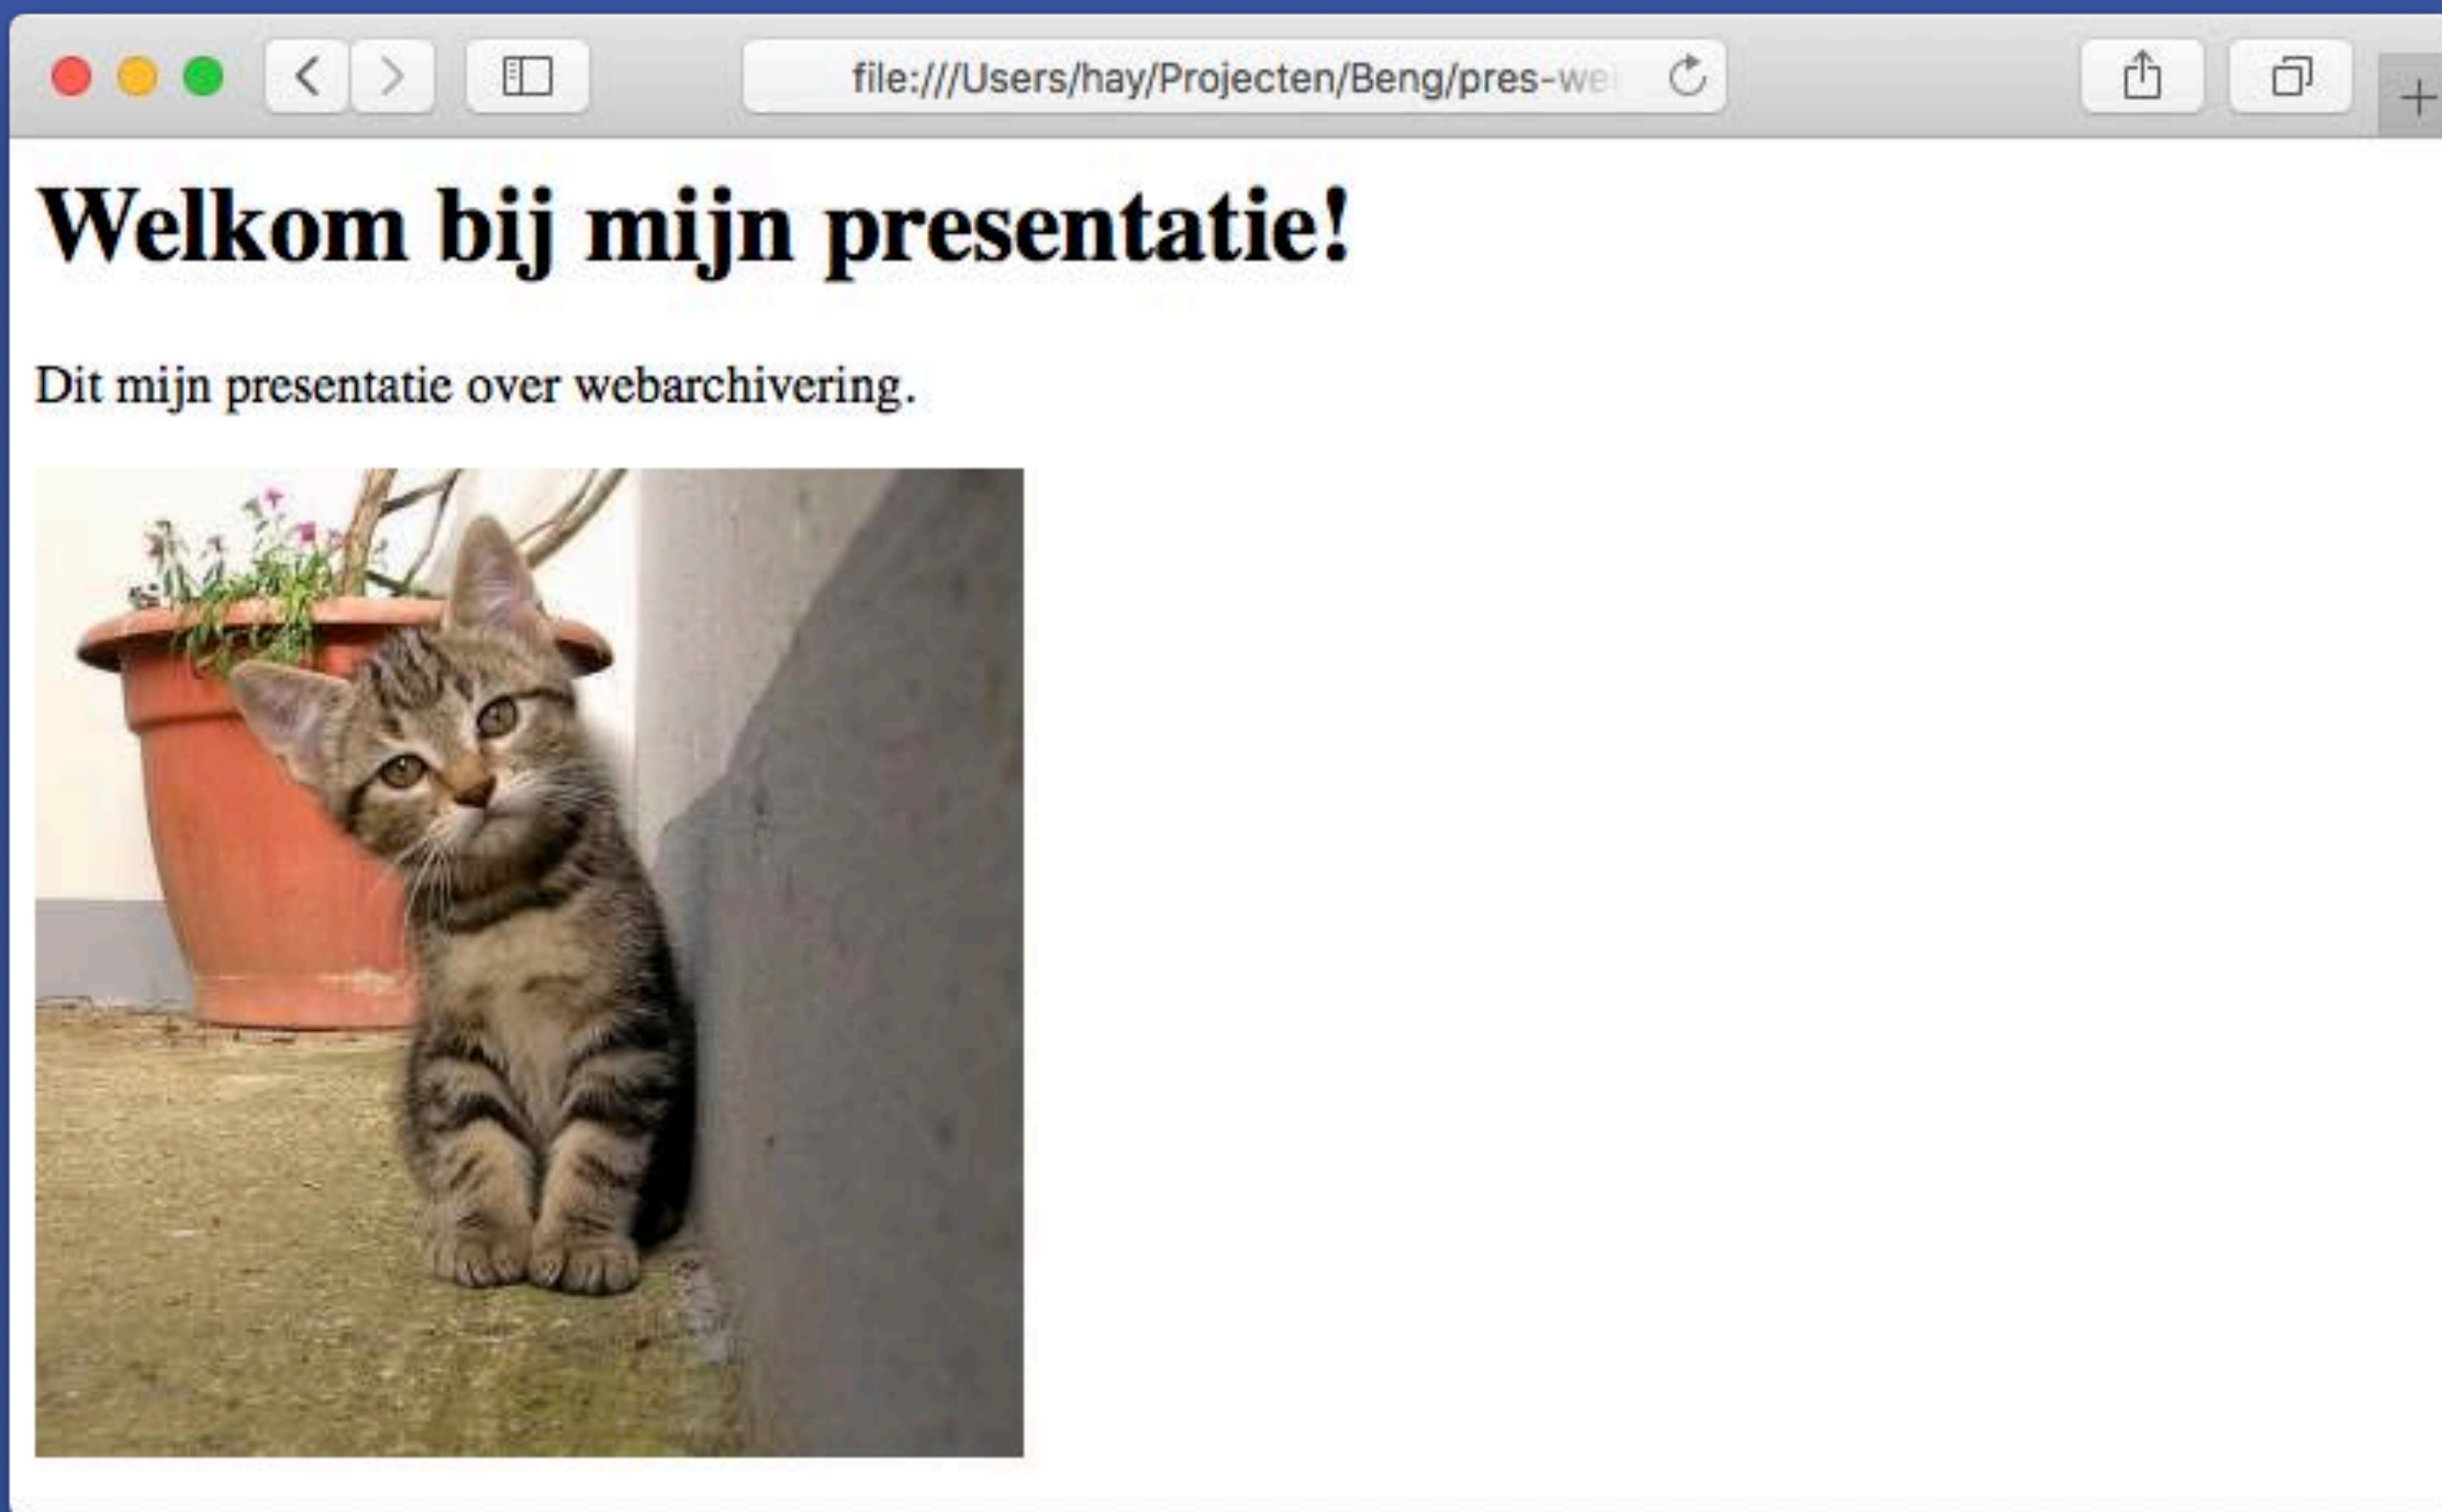 file:///Users/hay/Projecten/Beng/pres-we
Welkom bij mijn presentatie!
Dit mijn presentatie over webarchivering.